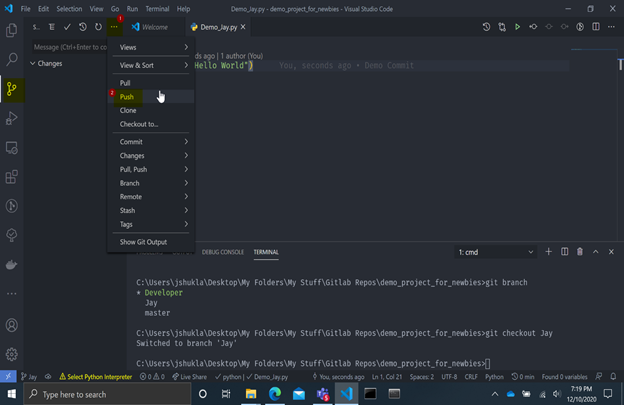 File Edit Selection View Go Run Terminal Help Demo_Jay.py - demo_project_for_newbies - Visual Studio Code
S... 1 Welcome Demo_Jay.py
Message (Ctrl+Enter to co
ds ago | 1 author (You)
Changes
Hello World") You, seconds ago • Demo Commit
Views
View & Sort
Pull
2 Push
Clone
Checkout to...
Commit
Changes
Pull, Push
Branch
Remote
Stash
Tags
Show Git Output
DEBUG CONSOLE TERMINAL 1: cmd
C:\Users\jshukla\Desktop\My Folders\My Stuff\Gitlab Repos\demo_project_for_newbies>git branch
* Developer
Jay
master
C:\Users\jshukla\Desktop\My Folders\My Stuff\Gitlab Repos\demo_project_for_newbies>git checkout Jay
Switched to branch 'Jay'
C:\Users\jshukla\Desktop\My Folders\My Stuff\Gitlab Repos\demo_project_for_newbies>
Jay Select Python Interpreter 0 0 Live Share python | Demo_Jay.py You, seconds ago Ln 1, Col 21 Spaces: 2 UTF-8 CRLF Python 0 min Found 0 variables
Type here to search
7:19 PM
12/10/2020